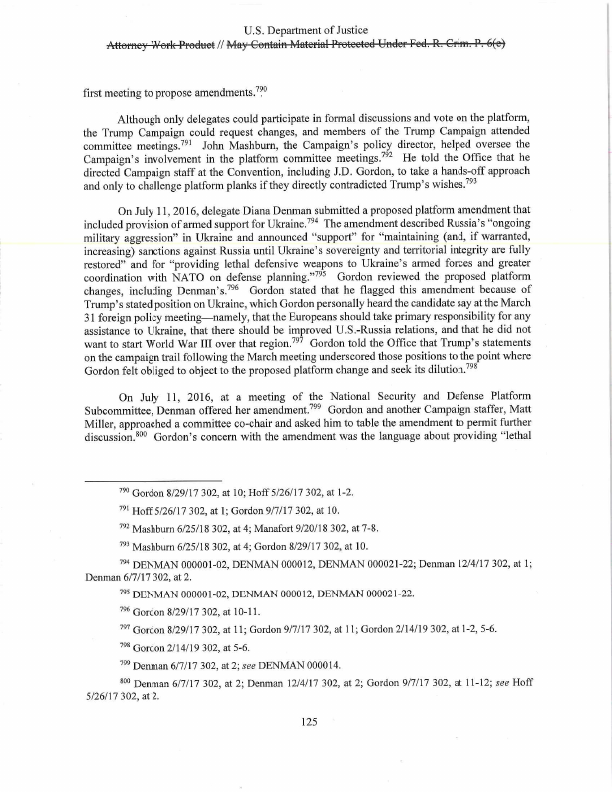 U.S. Department of Justice
Attorney Work Product // May Contain Material Protected Under Fed. R. Crim. P. 6(e)
first meeting to propose amendments.790
Although only delegates could participate in formal discussions and vote on the platform,
the Trump Campaign could request changes, and members of the Trump Campaign attended
committee meetings.791 John Mashburn, the Campaign's policy director, helped oversee the
Campaign's involvement in the platform committee meetings.792 He told the Office that he
directed Campaign staff at the Convention, including J.D. Gordon, to take a hands-off approach
and only to challenge platform planks if they directly contradicted Trump's wishes.793
On July 11, 2016, delegate Diana Denman submitted a proposed platform amendment that
included provision of armed support for Ukraine.794 The amendment described Russia's "ongoing
military aggression" in Ukraine and announced "support" for "maintaining (and, if warranted,
increasing) sanctions against Russia until Ukraine's sovereignty and territorial integrity are fully
restored" and for "providing lethal defensive weapons to Ukraine's armed forces and greater
coordination with NATO on defense planning."795 Gordon reviewed the proposed platform
changes, including Denman's.796 Gordon stated that he flagged this amendment because of
Trump's stated position on Ukraine, which Gordon personally heard the candidate say at the March
31 foreign policy meeting—namely, that the Europeans should take primary responsibility for any
assistance to Ukraine, that there should be improved U.S.-Russia relations, and that he did not
want to start World War III over that region.797 Gordon told the Office that Trump's statements
on the campaign trail following the March meeting underscored those positions to the point where
Gordon felt obliged to object to the proposed platform change and seek its dilution.798
On July 11, 2016, at a meeting of the National Security and Defense Platform
Subcommittee, Denman offered her amendment.799 Gordon and another Campaign staffer, Matt
Miller, approached a committee co-chair and asked him to table the amendment to permit further
discussion.800 Gordon's concern with the amendment was the language about providing "lethal
790 Gordon 8/29/17 302, at 10; Hoff 5/26/17 302, at 1-2.
791 Hoff 5/26/17 302, at 1; Gordon 9/7/17 302, at 10.
792 Mashburn 6/25/18 302, at 4; Manafort 9/20/18 302, at 7-8.
793 Mashburn 6/25/18 302, at 4; Gordon 8/29/17 302, at 10.
794 DENMAN 000001-02, DENMAN 000012, DENMAN 000021-22; Denman 12/4/17 302, at 1;
Denman 6/7/17 302, at 2.
795 DENMAN 000001-02, DENMAN 000012, DENMAN 000021-22.
796 Gordon 8/29/17 302, at 10-11.
797 Gordon 8/29/17 302, at 11; Gordon 9/7/17 302, at 11; Gordon 2/14/19 302, at 1-2, 5-6.
798 Gordon 2/14/19 302, at 5-6.
799 Denman 6/7/17 302, at 2; see DENMAN 000014.
800 Denman 6/7/17 302, at 2; Denman 12/4/17 302, at 2; Gordon 9/7/17 302, at 11-12; see Hoff
5/26/17 302, at 2.
125